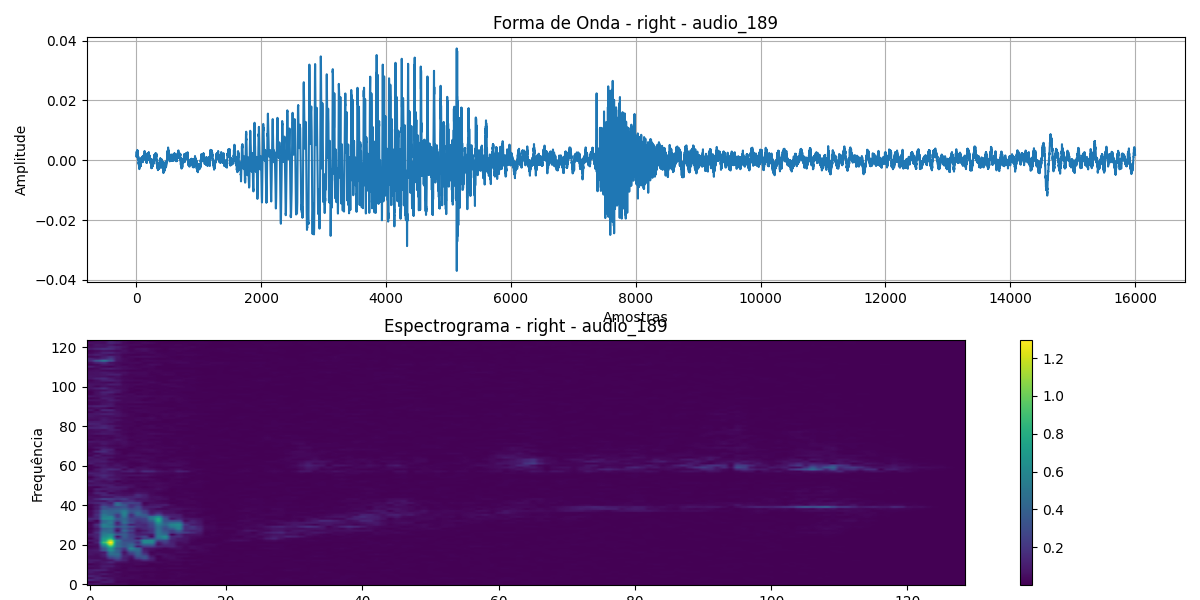 Forma de Onda - right - audio_189
Amplitude
0.04
0.02
0.00
−0.02
−0.04
0 2000 4000 6000 8000 10000 12000 14000 16000
Amostras
Espectrograma - right - audio_189
Frequência
120
100
80
60
40
20
0
0 20 40 60 80 100 120
1.2
1.0
0.8
0.6
0.4
0.2